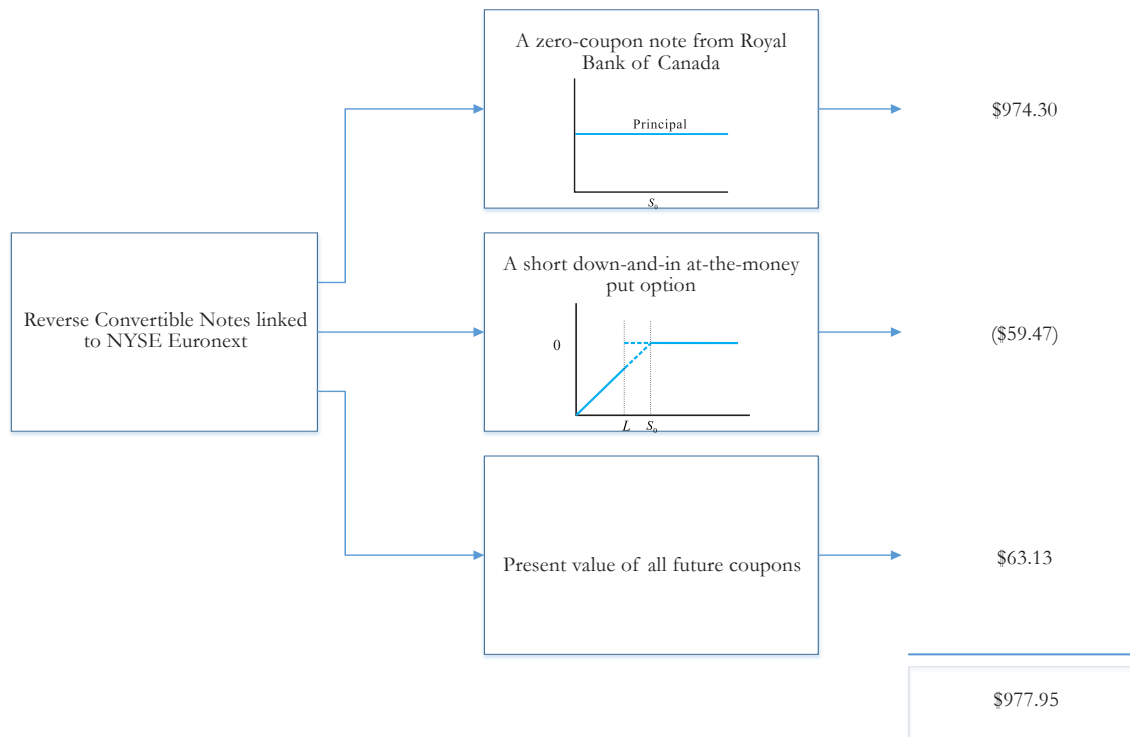 A zero-coupon note from Royal
Bank of Canada
Principal
S₀
$974.30
Reverse Convertible Notes linked
to NYSE Euronext
A short down-and-in at-the-money
put option
0
L
S₀
($59.47)
Present value of all future coupons
$63.13
$977.95